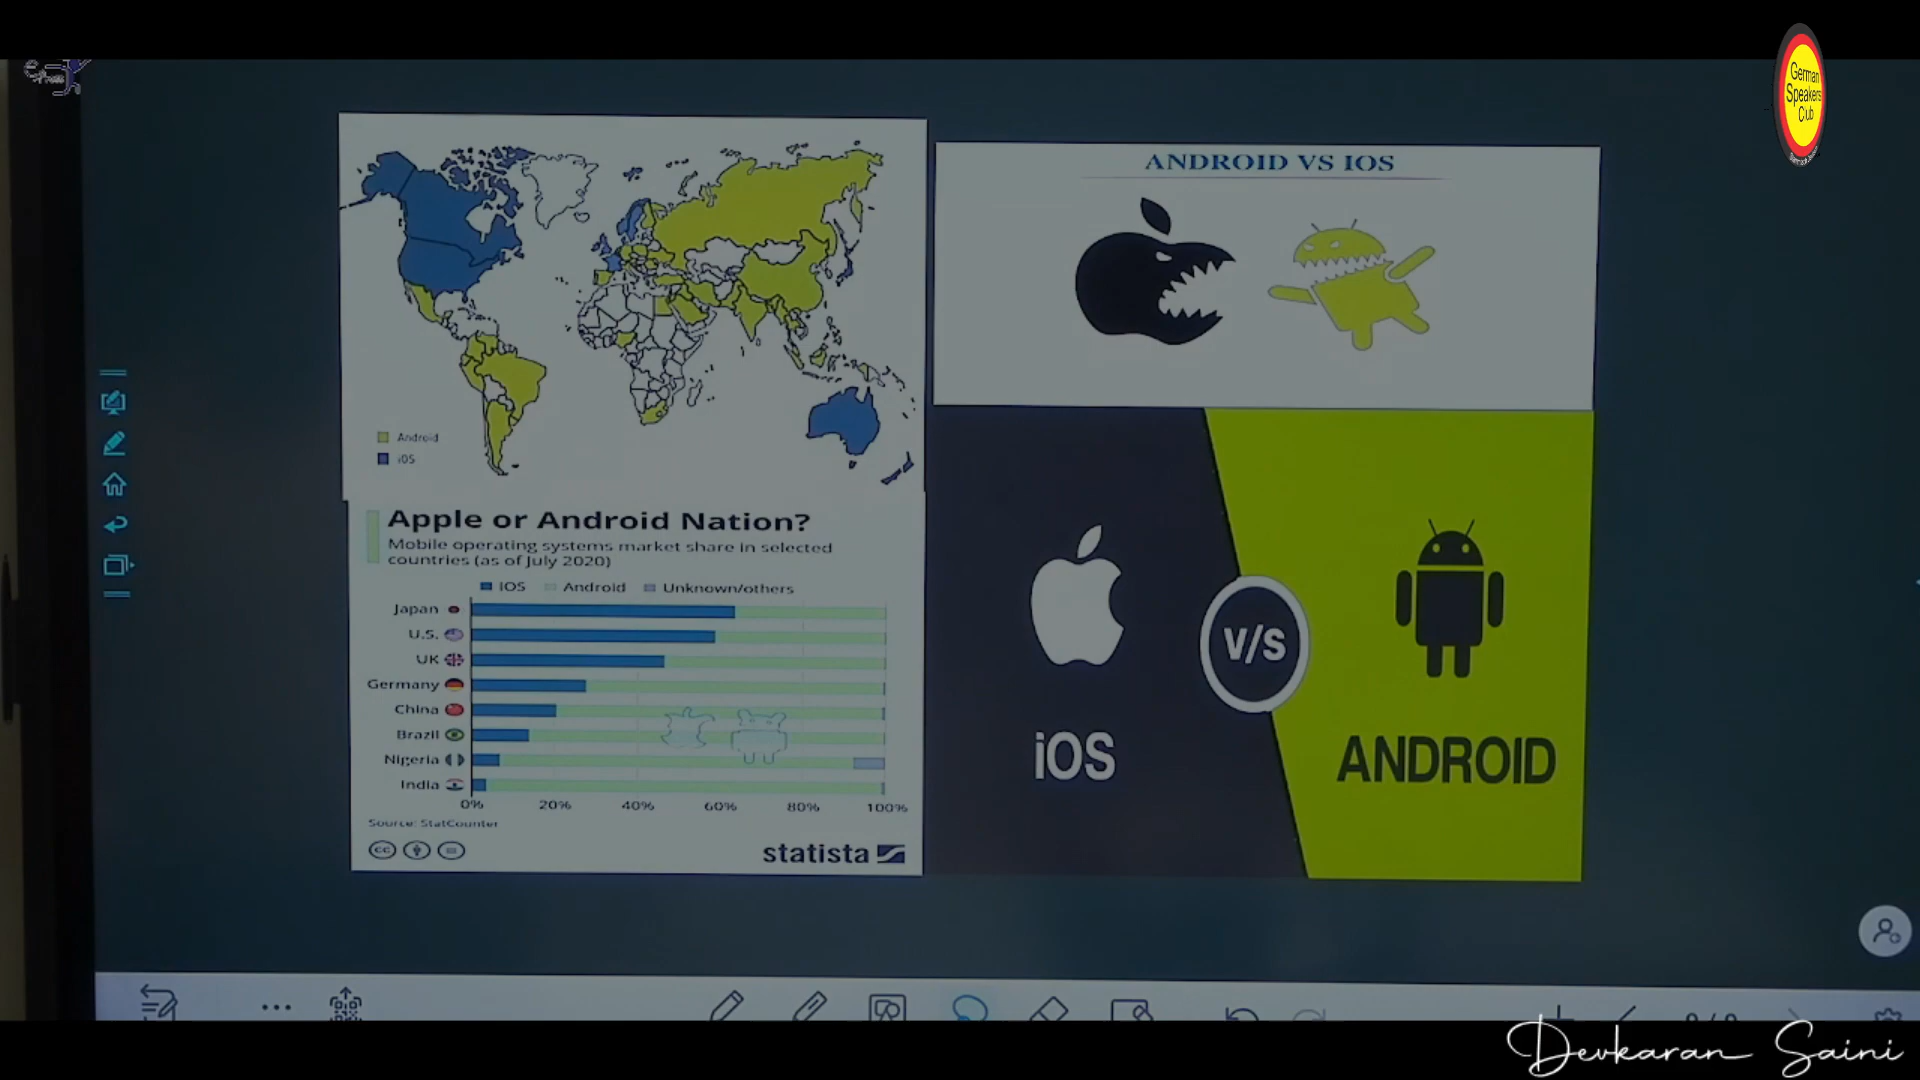 German
Speakers
Club
ANDROID VS IOS
Android
iOS
Apple or Android Nation?
Mobile operating systems market share in selected
countries (as of July 2020)
IOS Android Unknown/others
Japan
U.S.
UK
Germany
China
Brazil
Nigeria
India
0% 20% 40% 60% 80% 100%
Source: StatCounter
cc
statista
V/S
iOS
ANDROID
Devkaran Saini